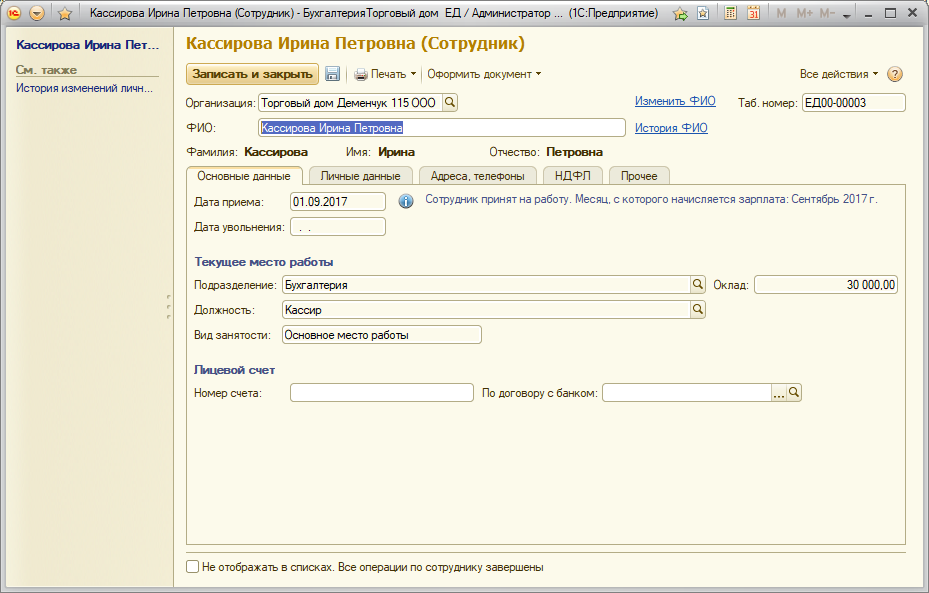 Кассирова Ирина Петровна (Сотрудник) - БухгалтерияТорговый дом ЕД / Администратор ... (1С:Предприятие)
31 M M+ M-
Кассирова Ирина Пет...
См. также
История изменений личн...
Кассирова Ирина Петровна (Сотрудник)
Записать и закрыть Печать Оформить документ Все действия ?
Организация: Торговый дом Деменчук 115 ООО Изменить ФИО Таб. номер: ЕД00-00003
ФИО: Кассирова Ирина Петровна История ФИО
Фамилия: Кассирова Имя: Ирина Отчество: Петровна
Основные данные Личные данные Адреса, телефоны НДФЛ Прочее
Дата приема: 01.09.2017 i Сотрудник принят на работу. Месяц, с которого начисляется зарплата: Сентябрь 2017 г.
Дата увольнения: . .
Текущее место работы
Подразделение: Бухгалтерия Оклад: 30 000,00
Должность: Кассир
Вид занятости: Основное место работы
Лицевой счет
Номер счета: По договору с банком: ...
Не отображать в списках. Все операции по сотруднику завершены